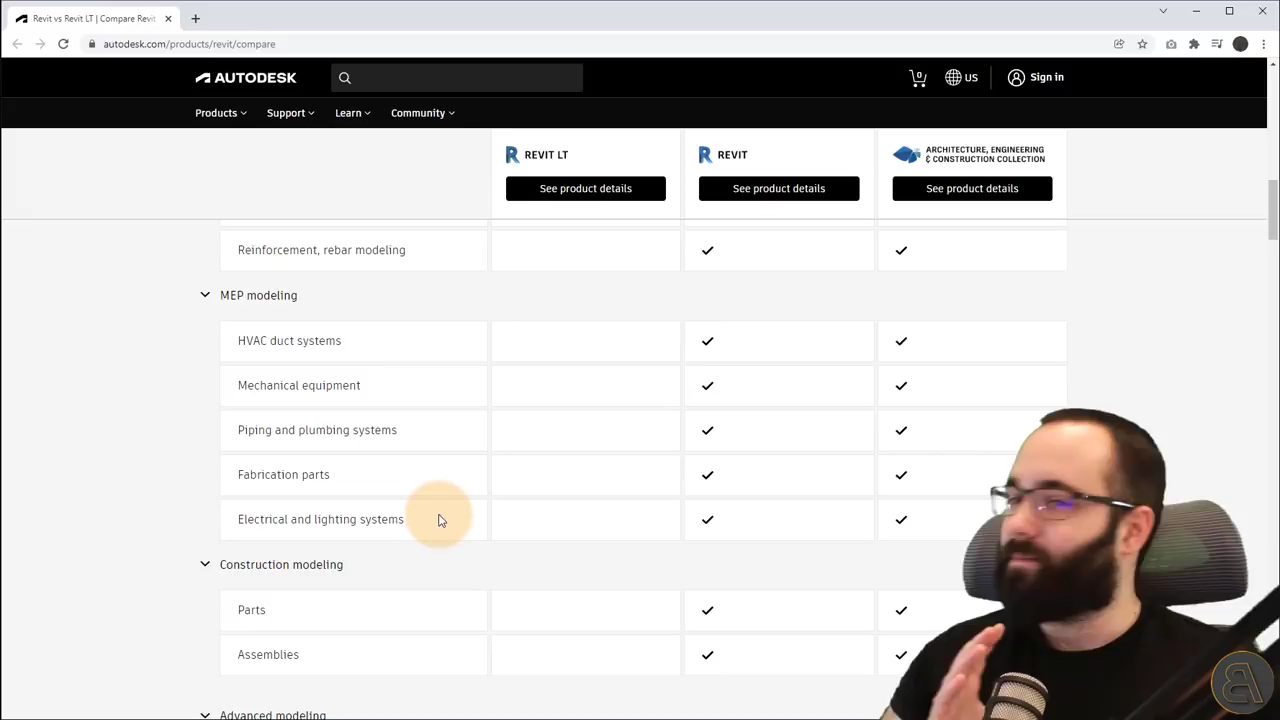 Revit vs Revit LT | Compare Revit
autodesk.com/products/revit/compare
AUTODESK
0
US
Sign in
Products
Support
Learn
Community
REVIT LT
REVIT
ARCHITECTURE, ENGINEERING
& CONSTRUCTION COLLECTION
See product details
See product details
See product details
Reinforcement, rebar modeling
MEP modeling
HVAC duct systems
Mechanical equipment
Piping and plumbing systems
Fabrication parts
Electrical and lighting systems
Construction modeling
Parts
Assemblies
Advanced modeling